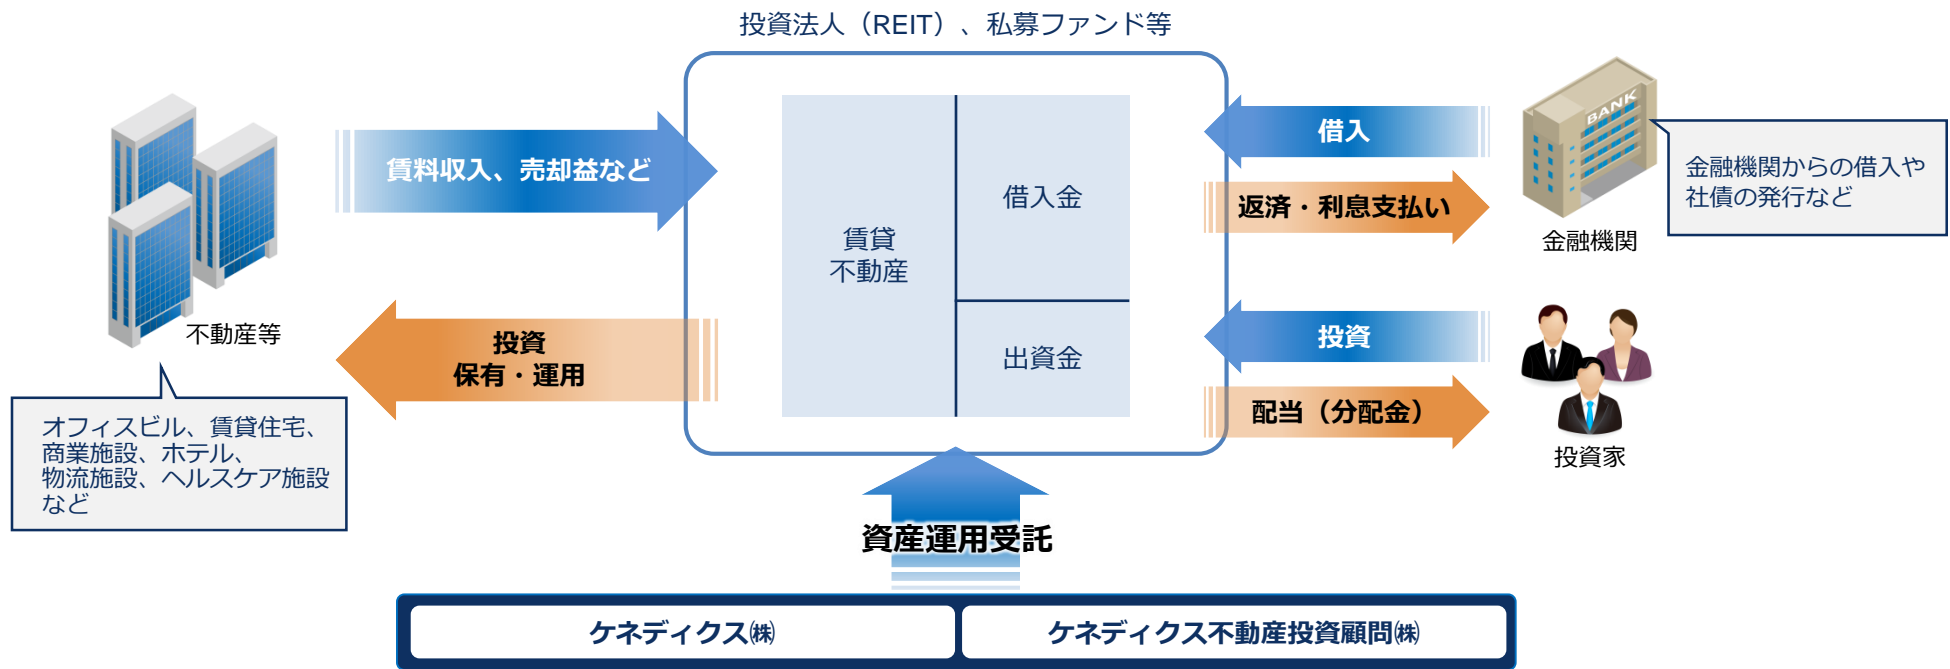 投資法人（REIT）、私募ファンド等
賃料収入、売却益など
投資
保有・運用
不動産等
オフィスビル、賃貸住宅、
商業施設、ホテル、
物流施設、ヘルスケア施設
など
賃貸
不動産
借入金
出資金
借入
返済・利息支払い
BANK
金融機関
金融機関からの借入や
社債の発行など
投資
配当（分配金）
投資家
資産運用受託
ケネディクス㈱
ケネディクス不動産投資顧問㈱